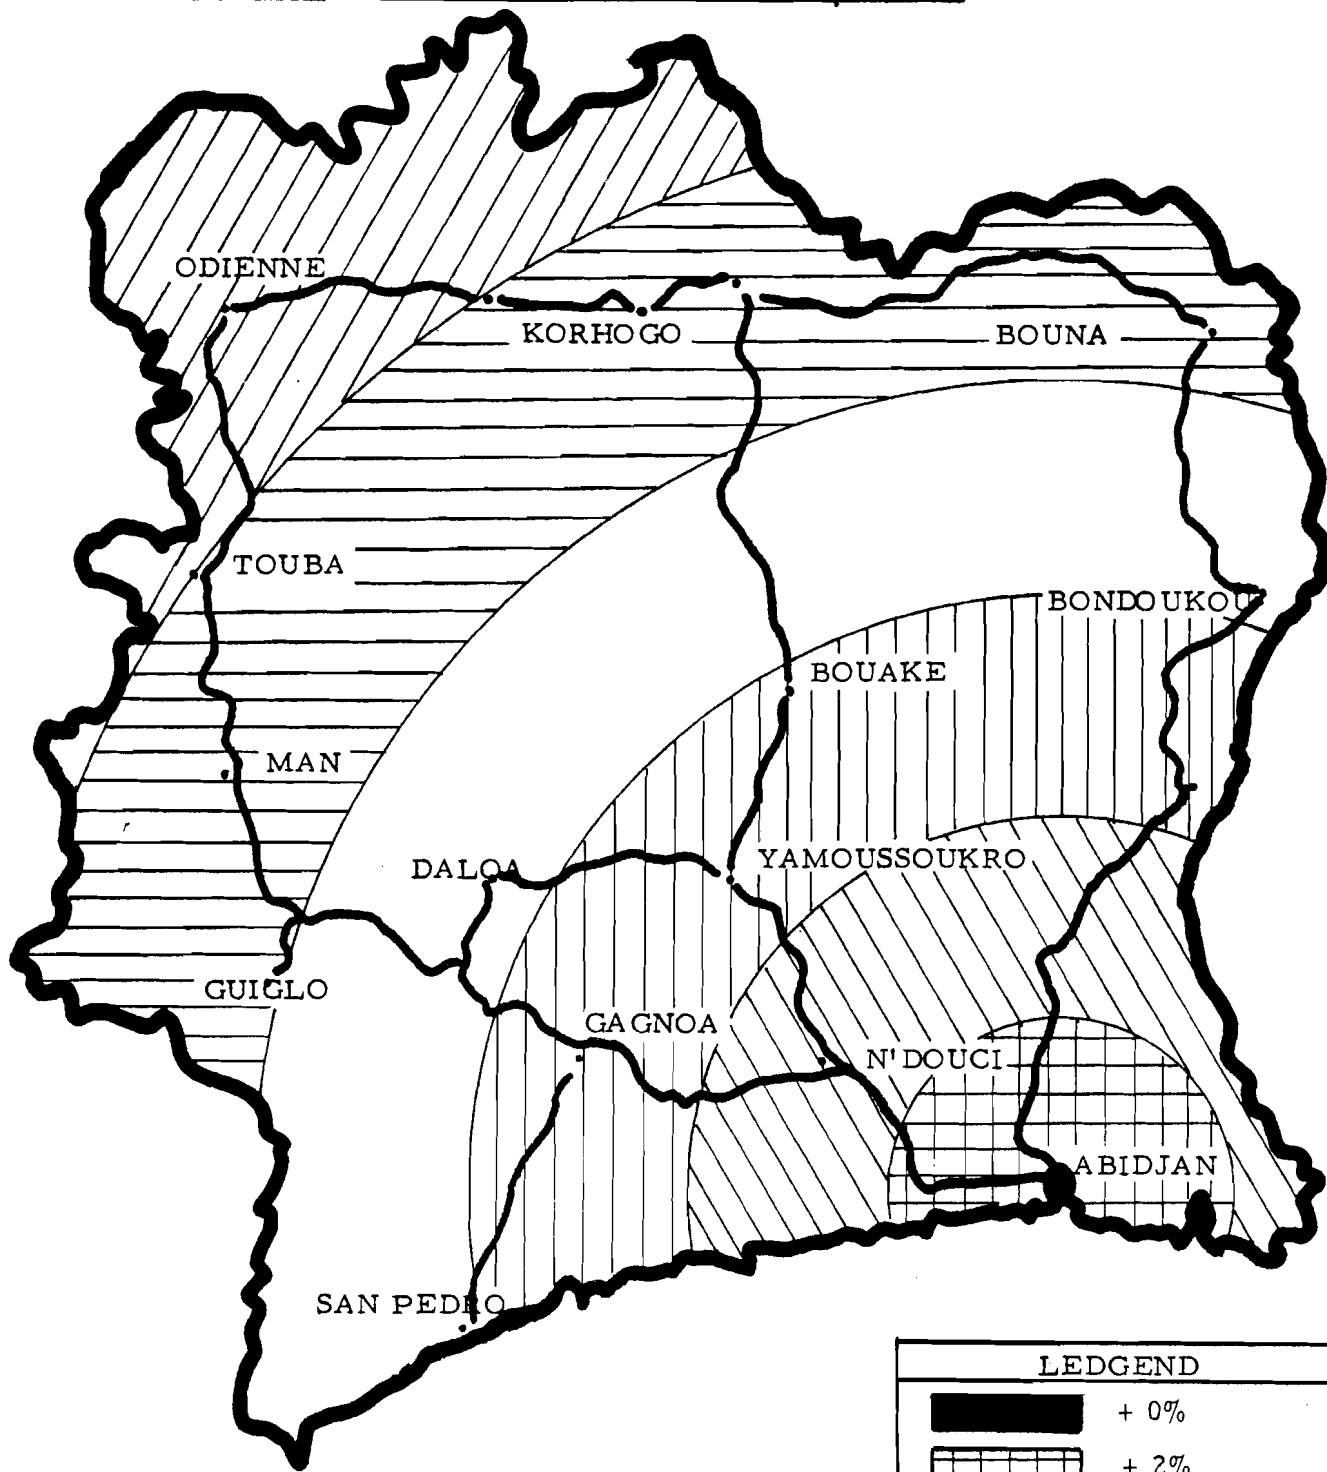 ODIENNE
KORHOGO
BOUNA
TOUBA
BONDOUKOU
BOUAKE
MAN
DALOA
YAMOUSSOUKRO
GUIGLO
GAGNOA
N'DOUCI
ABIDJAN
SAN PEDRO
LEDGEND
+ 0%
+ 2%